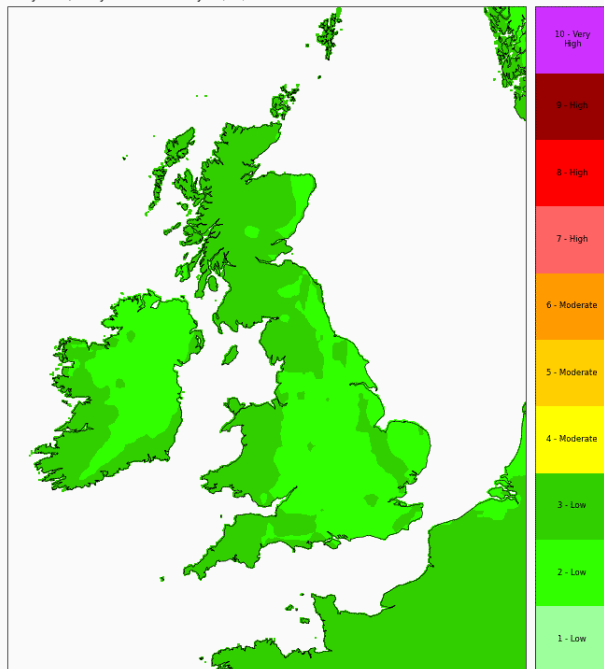 10 - Very
High
9 - High
8 - High
7 - High
6 - Moderate
5 - Moderate
4 - Moderate
3 - Low
2 - Low
1 - Low